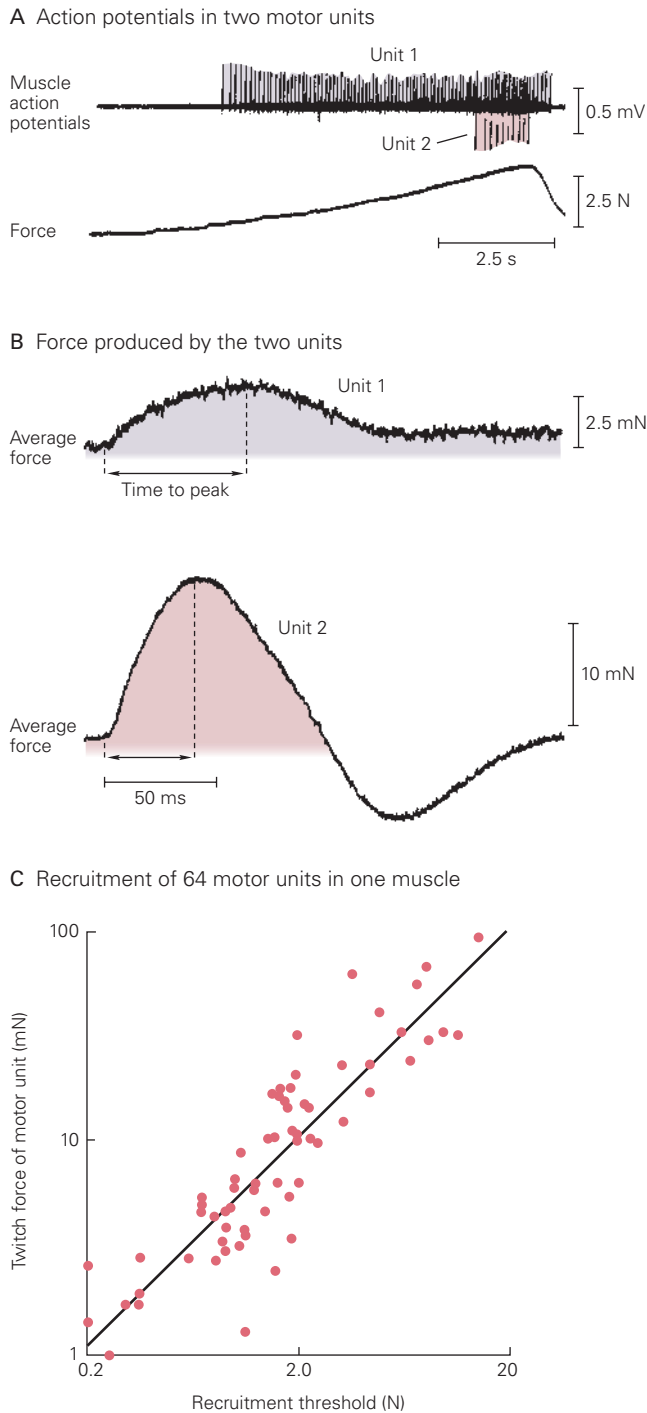 A Action potentials in two motor units
Unit 1
Muscle
action
potentials
0.5 mV
Unit 2
Force
2.5 N
2.5 s
B Force produced by the two units
Unit 1
Average
force
2.5 mN
Time to peak
Unit 2
10 mN
Average
force
50 ms
C Recruitment of 64 motor units in one muscle
Twitch force of motor unit (mN)
100
10
1
0.2
2.0
20
Recruitment threshold (N)